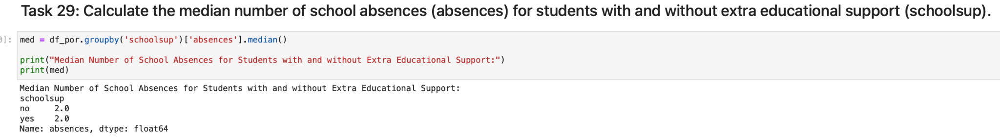 Task 29: Calculate the median number of school absences (absences) for students with and without extra educational support (schoolsup).
]:
med = df_por.groupby('schoolsup')['absences'].median()
print("Median Number of School Absences for Students with and without Extra Educational Support:")
print(med)
Median Number of School Absences for Students with and without Extra Educational Support:
schoolsup
no     2.0
yes    2.0
Name: absences, dtype: float64